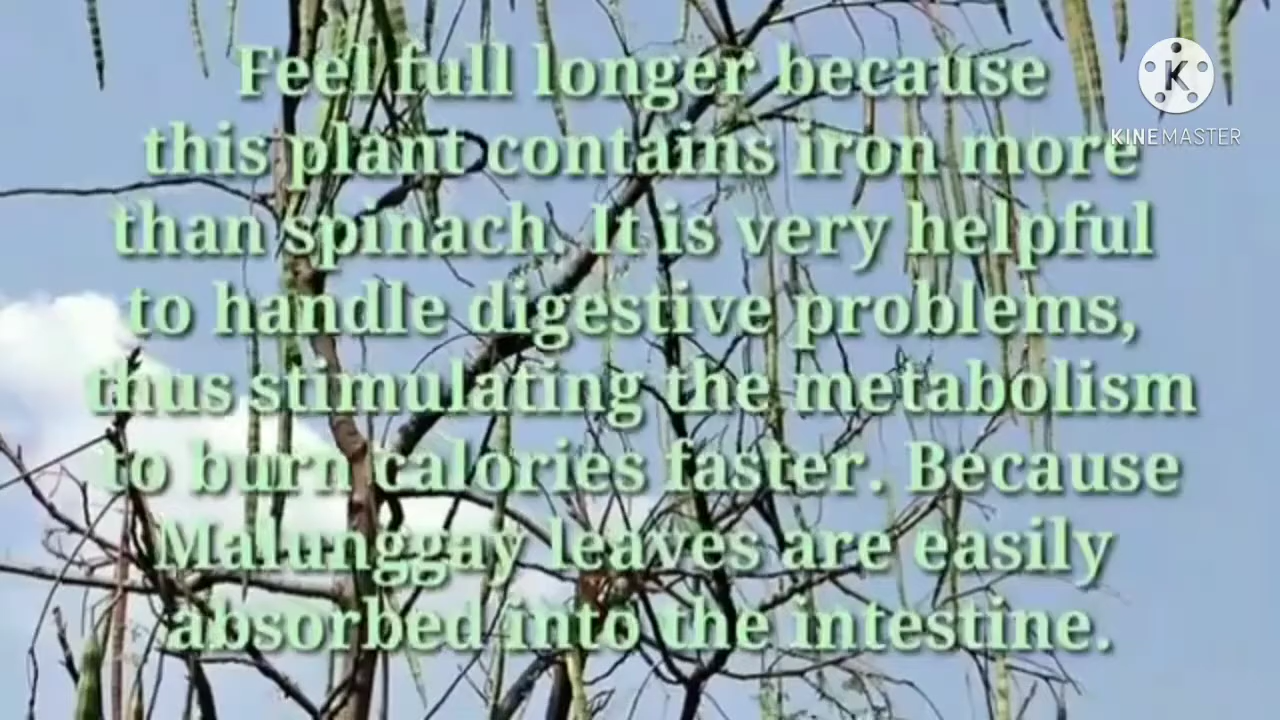 Feel full longer because
this plant contains iron more
than spinach. It is very helpful
to handle digestive problems,
thus stimulating the metabolism
to burn calories faster. Because
Malunggay leaves are easily
absorbed into the intestine.
K
KINEMASTER